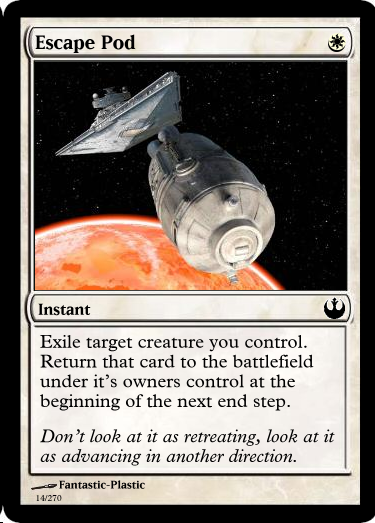 Escape Pod
Instant
Exile target creature you control.
Return that card to the battlefield
under it's owners control at the
beginning of the next end step.
Don't look at it as retreating, look at it
as advancing in another direction.
Fantastic-Plastic
14/270